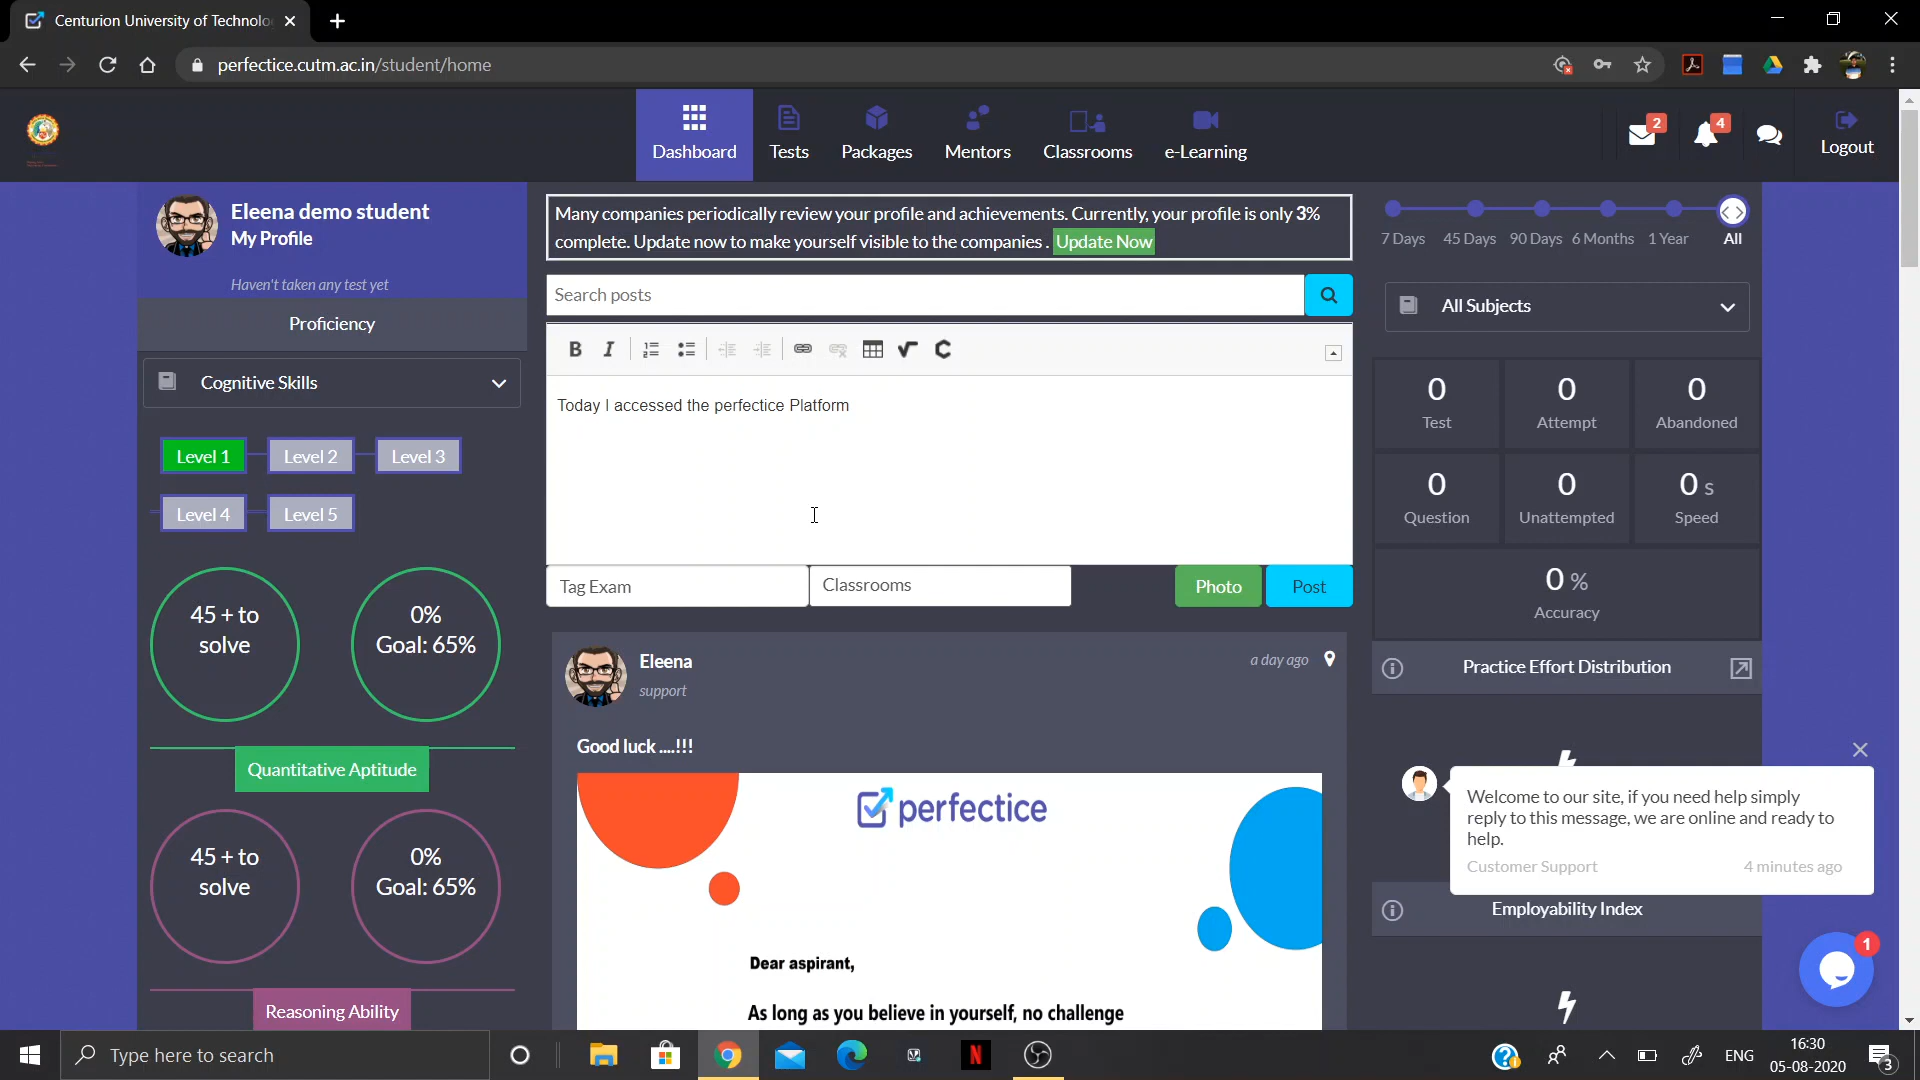 Centurion University of Technolo
perfectice.cutm.ac.in/student/home
Dashboard
Tests
Packages
Mentors
Classrooms
e-Learning
2
4
Logout
Eleena demo student
My Profile
Haven't taken any test yet
Proficiency
Cognitive Skills
Level 1
Level 2
Level 3
Level 4
Level 5
45 + to
solve
0%
Goal: 65%
Quantitative Aptitude
45 + to
solve
0%
Goal: 65%
Reasoning Ability
Many companies periodically review your profile and achievements. Currently, your profile is only 3%
complete. Update now to make yourself visible to the companies . Update Now
Search posts
B I
Today I accessed the perfectice Platform
Tag Exam
Classrooms
Photo
Post
Eleena
support
a day ago
Good luck ....!!!
perfectice
Dear aspirant,
As long as you believe in yourself, no challenge
7 Days
45 Days
90 Days
6 Months
1 Year
All
All Subjects
0
Test
0
Attempt
0
Abandoned
0
Question
0
Unattempted
0 s
Speed
0 %
Accuracy
Practice Effort Distribution
Welcome to our site, if you need help simply
reply to this message, we are online and ready to
help.
Customer Support
4 minutes ago
Employability Index
1
Type here to search
ENG
16:30
05-08-2020
3